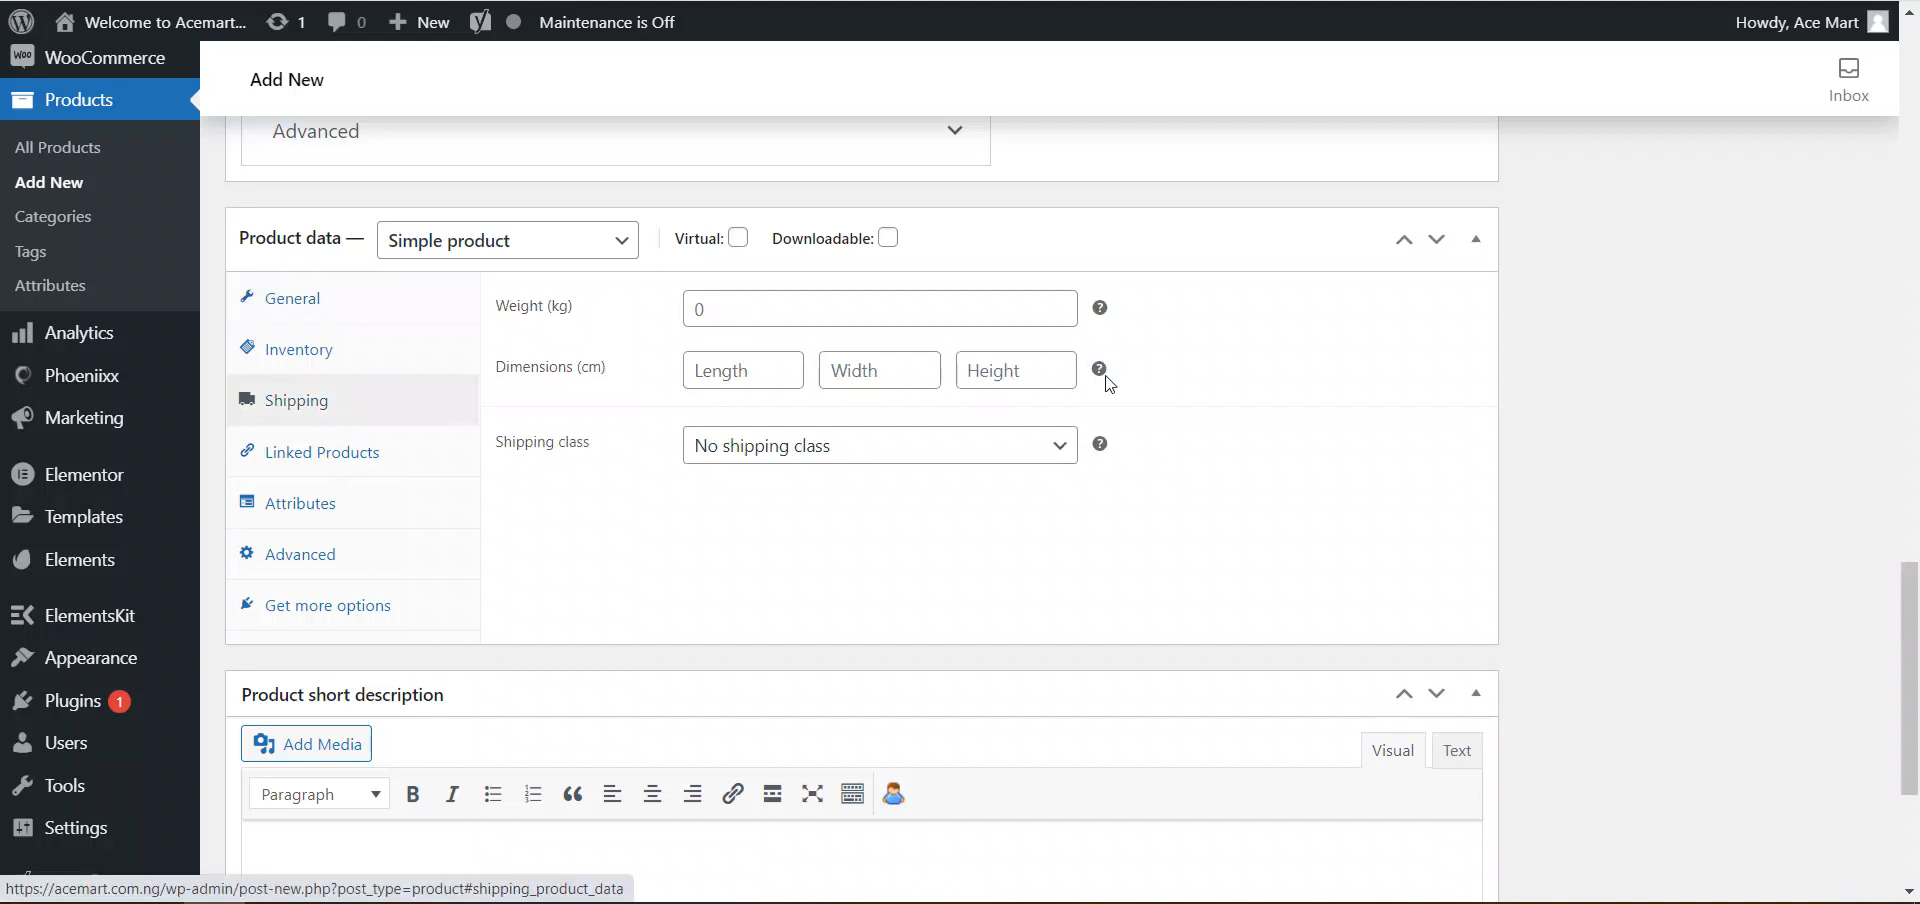 Welcome to Acemart...
1
0
New
Maintenance is Off
Howdy, Ace Mart
WooCommerce
Products
All Products
Add New
Categories
Tags
Attributes
Analytics
Phoeniixx
Marketing
Elementor
Templates
Elements
ElementsKit
Appearance
Plugins 1
Users
Tools
Settings
Add New
Inbox
Advanced
Product data —
Simple product
Virtual:
Downloadable:
General
Inventory
Shipping
Linked Products
Attributes
Advanced
Get more options
Weight (kg)
0
Dimensions (cm)
Length
Width
Height
Shipping class
No shipping class
Product short description
Add Media
Visual
Text
Paragraph
B
I
https://acemart.com.ng/wp-admin/post-new.php?post_type=product#shipping_product_data